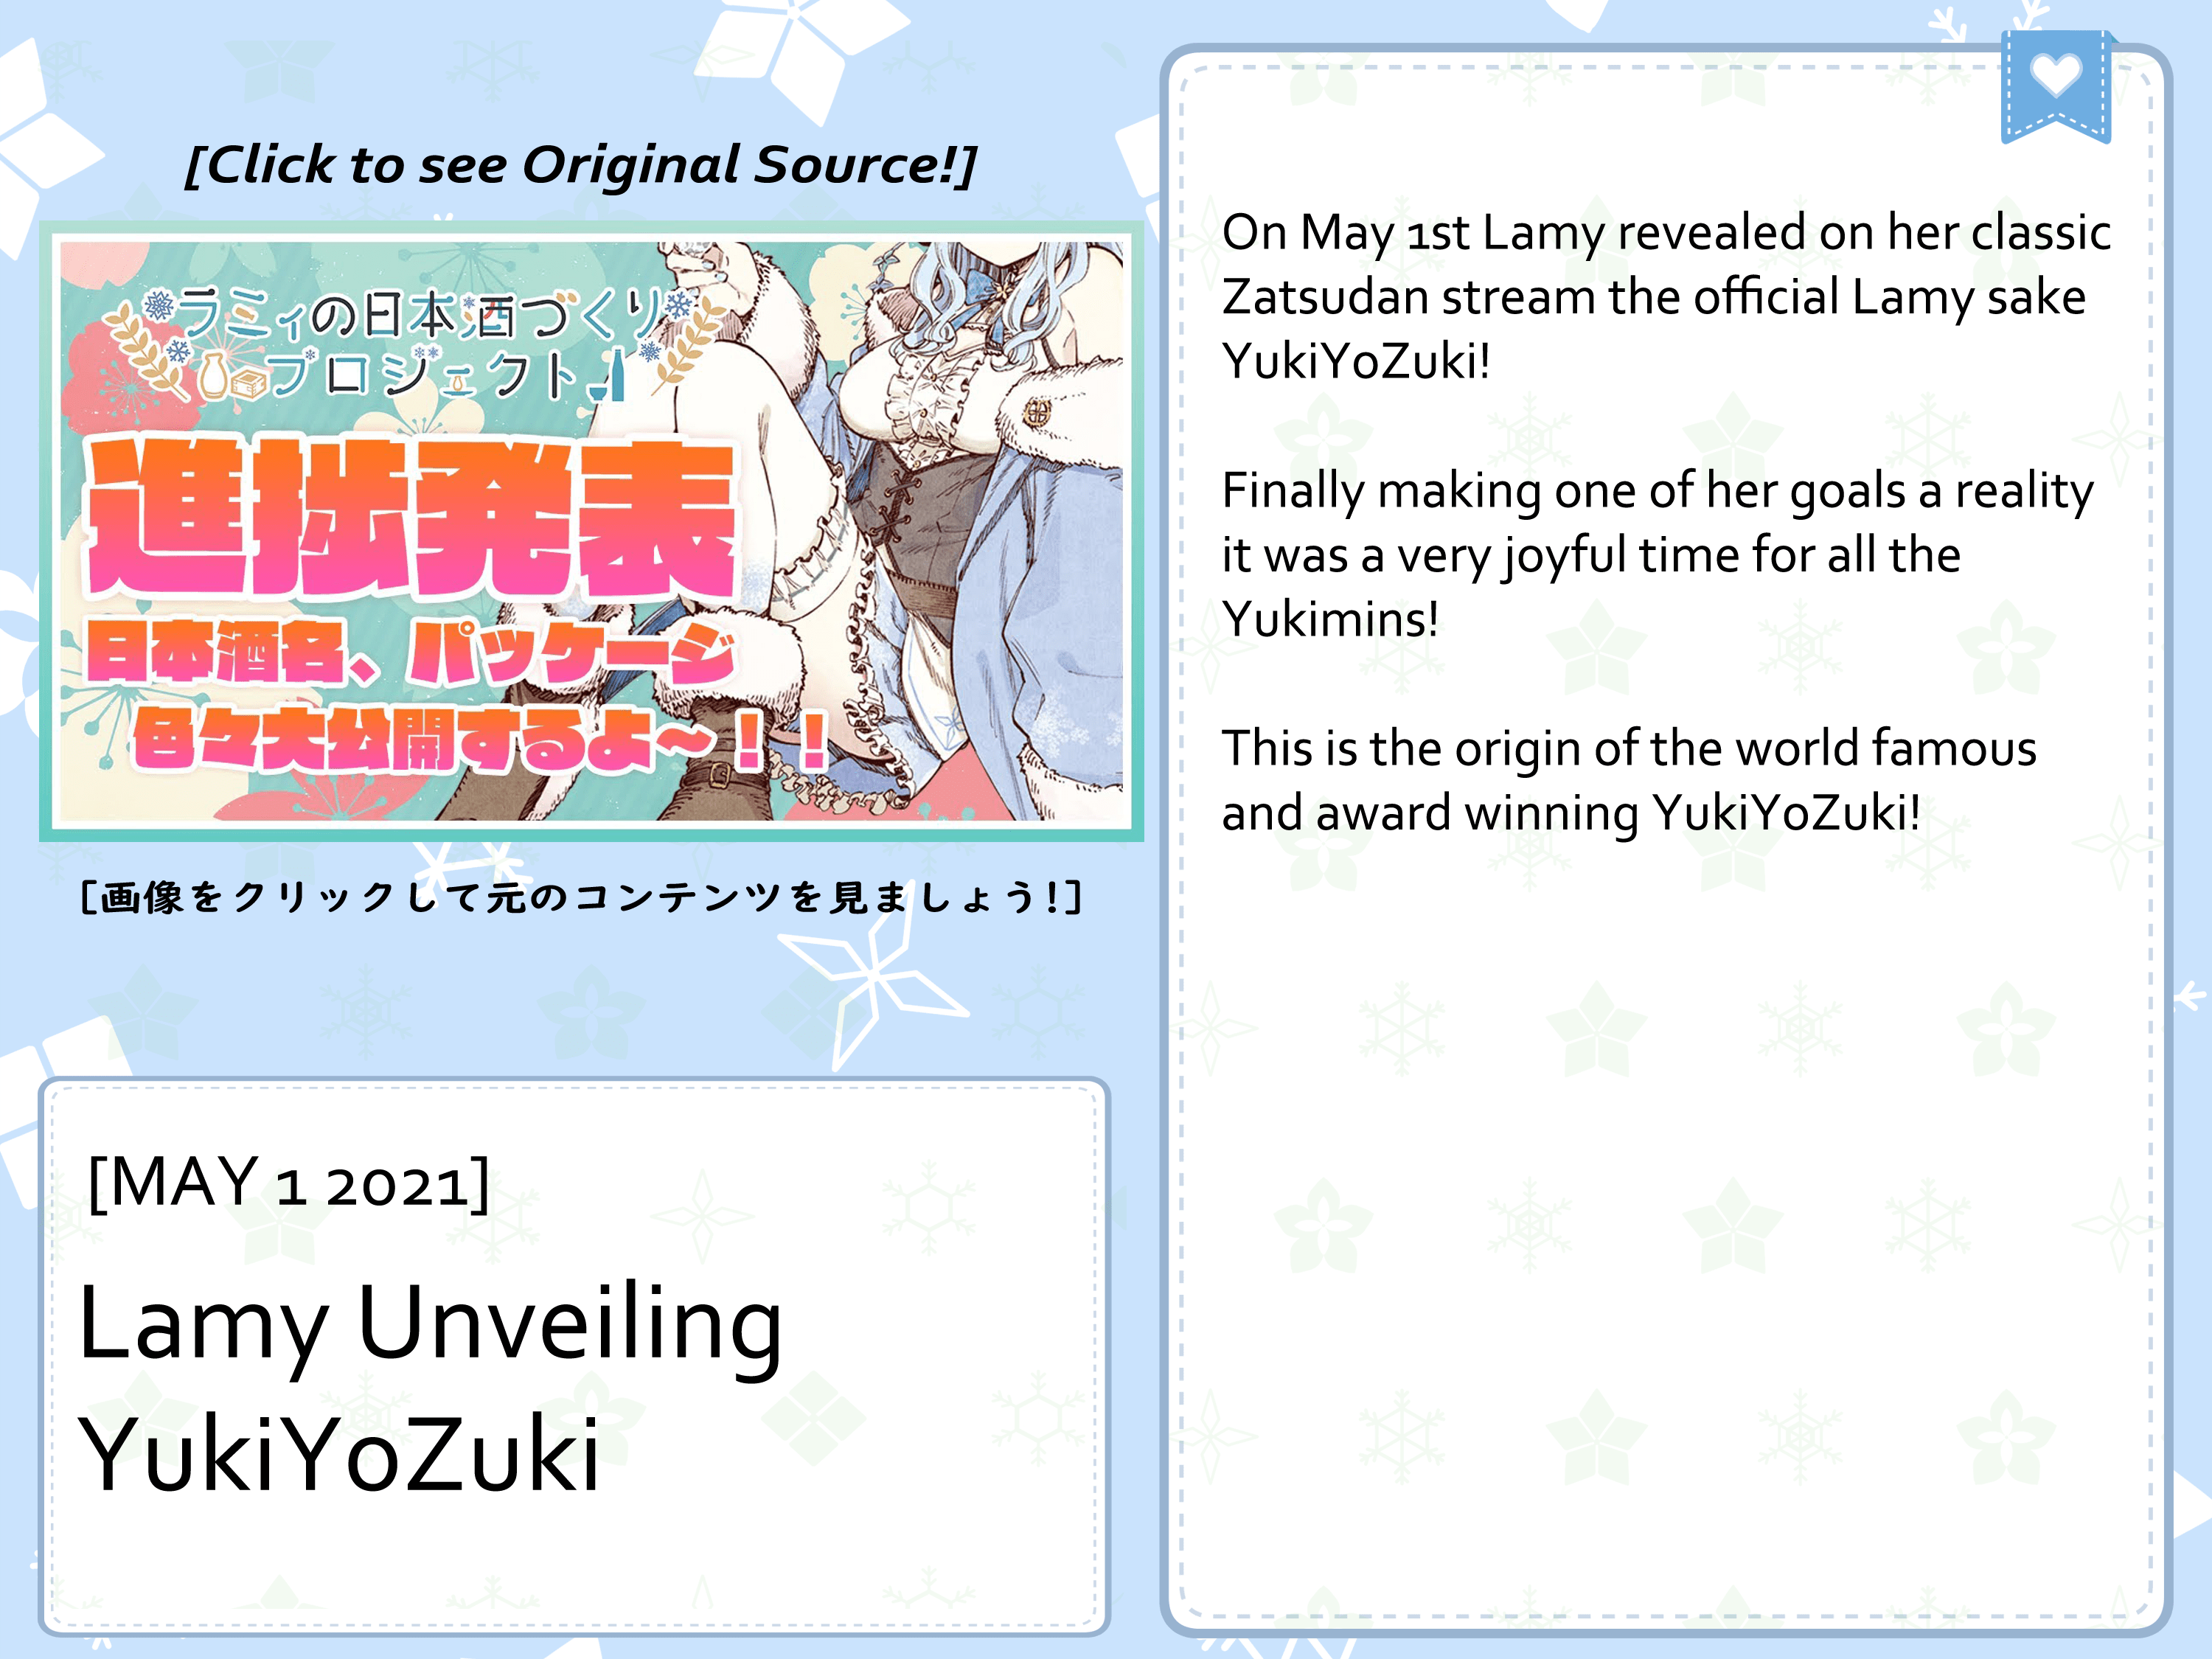 [Click to see Original Source!]
ラミィの日本酒づくり
プロジェクト
進捗発表
日本酒名、パッケージ
色々大公開するよ～！！
[画像をクリックして元のコンテンツを見ましょう!]
[MAY 1 2021]
Lamy Unveiling
YukiYoZuki
On May 1st Lamy revealed on her classic
Zatsudan stream the official Lamy sake
YukiYoZuki!
Finally making one of her goals a reality
it was a very joyful time for all the
Yukimins!
This is the origin of the world famous
and award winning YukiYoZuki!